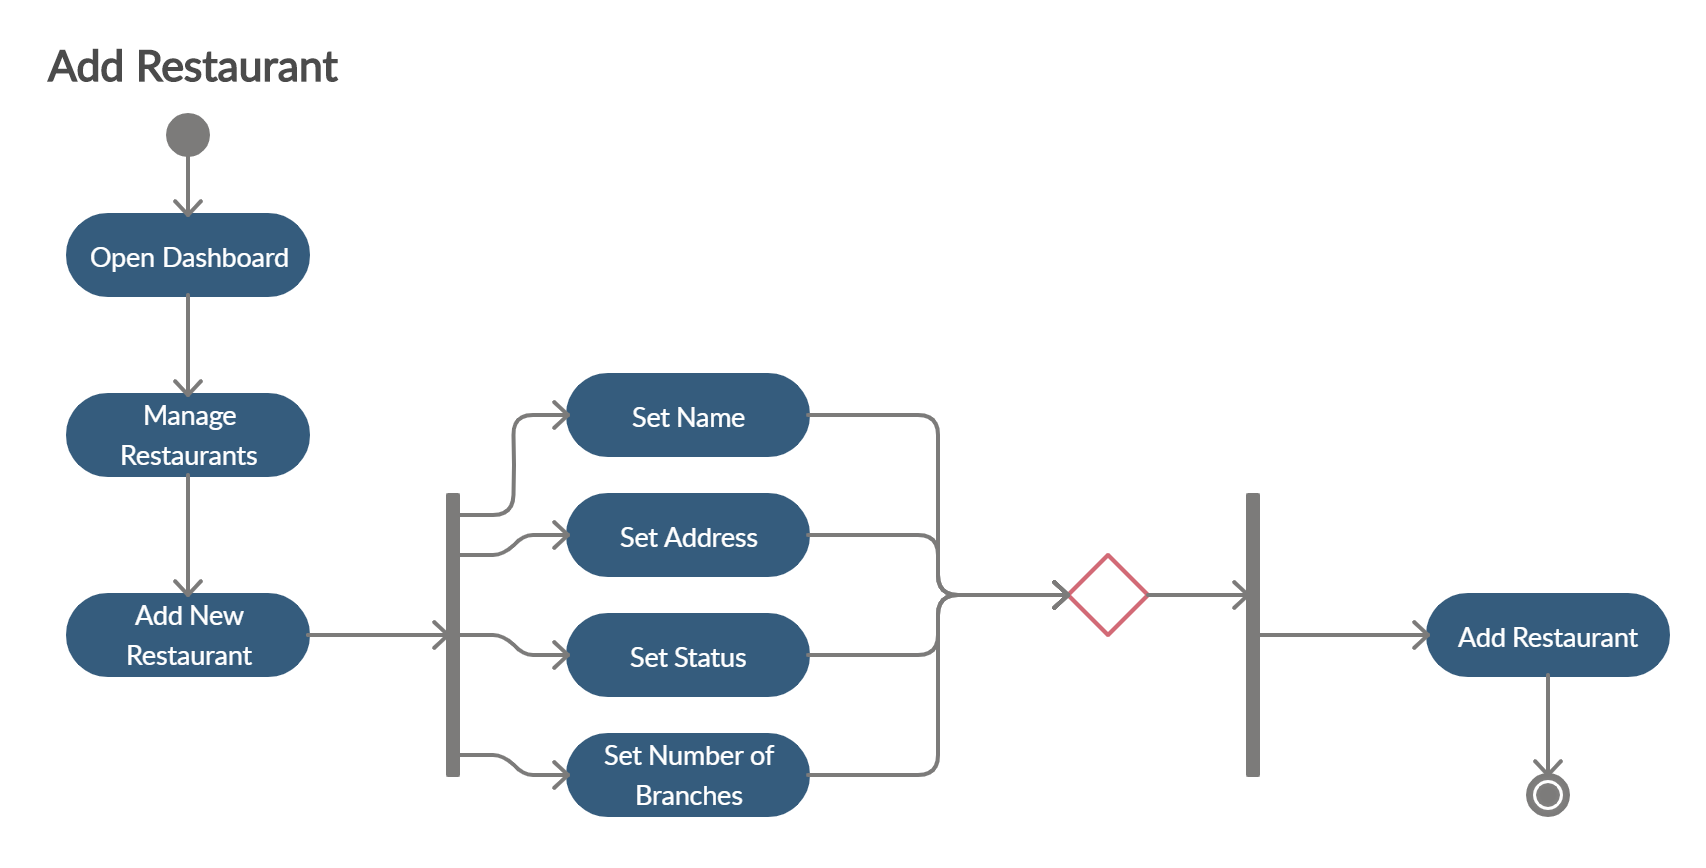 Add Restaurant
Open Dashboard
Manage
Restaurants
Add New
Restaurant
Set Name
Set Address
Set Status
Set Number of
Branches
Add Restaurant